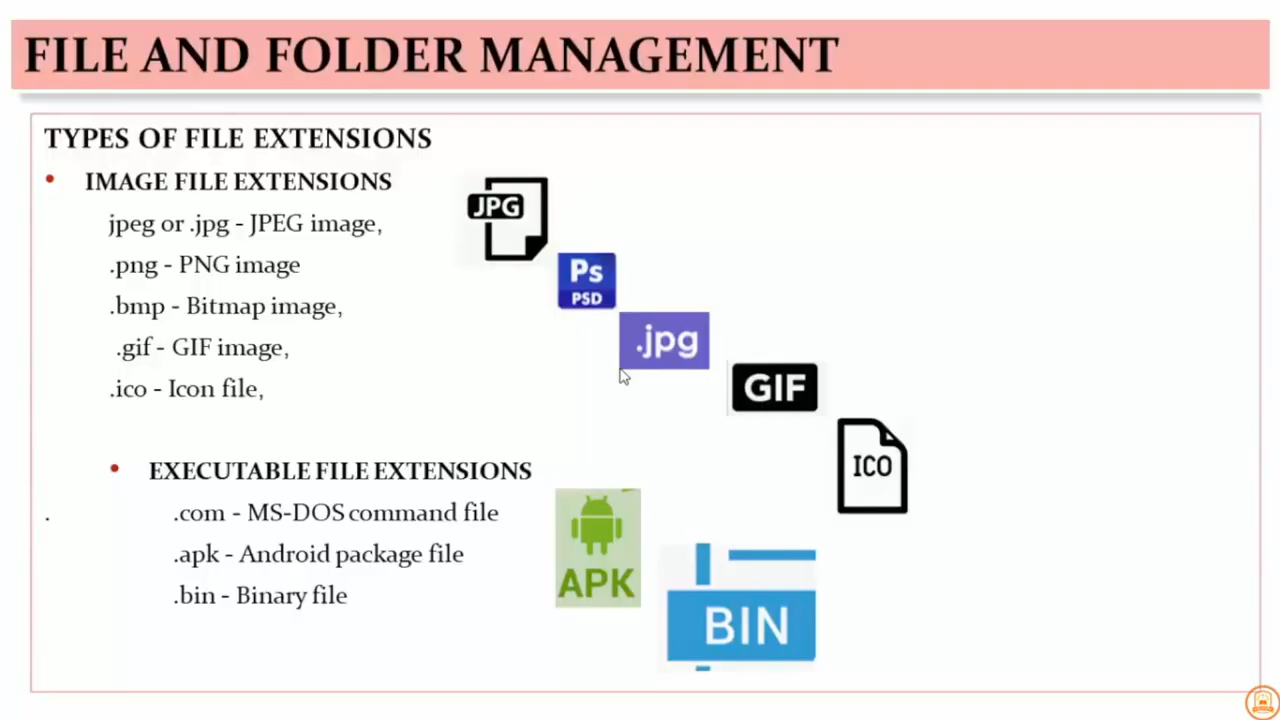 FILE AND FOLDER MANAGEMENT
TYPES OF FILE EXTENSIONS
• IMAGE FILE EXTENSIONS
jpeg or .jpg - JPEG image,
.png - PNG image
.bmp - Bitmap image,
.gif - GIF image,
.ico - Icon file,
JPG
Ps
PSD
.jpg
GIF
ICO
• EXECUTABLE FILE EXTENSIONS
. .com - MS-DOS command file
.apk - Android package file
.bin - Binary file
APK
BIN